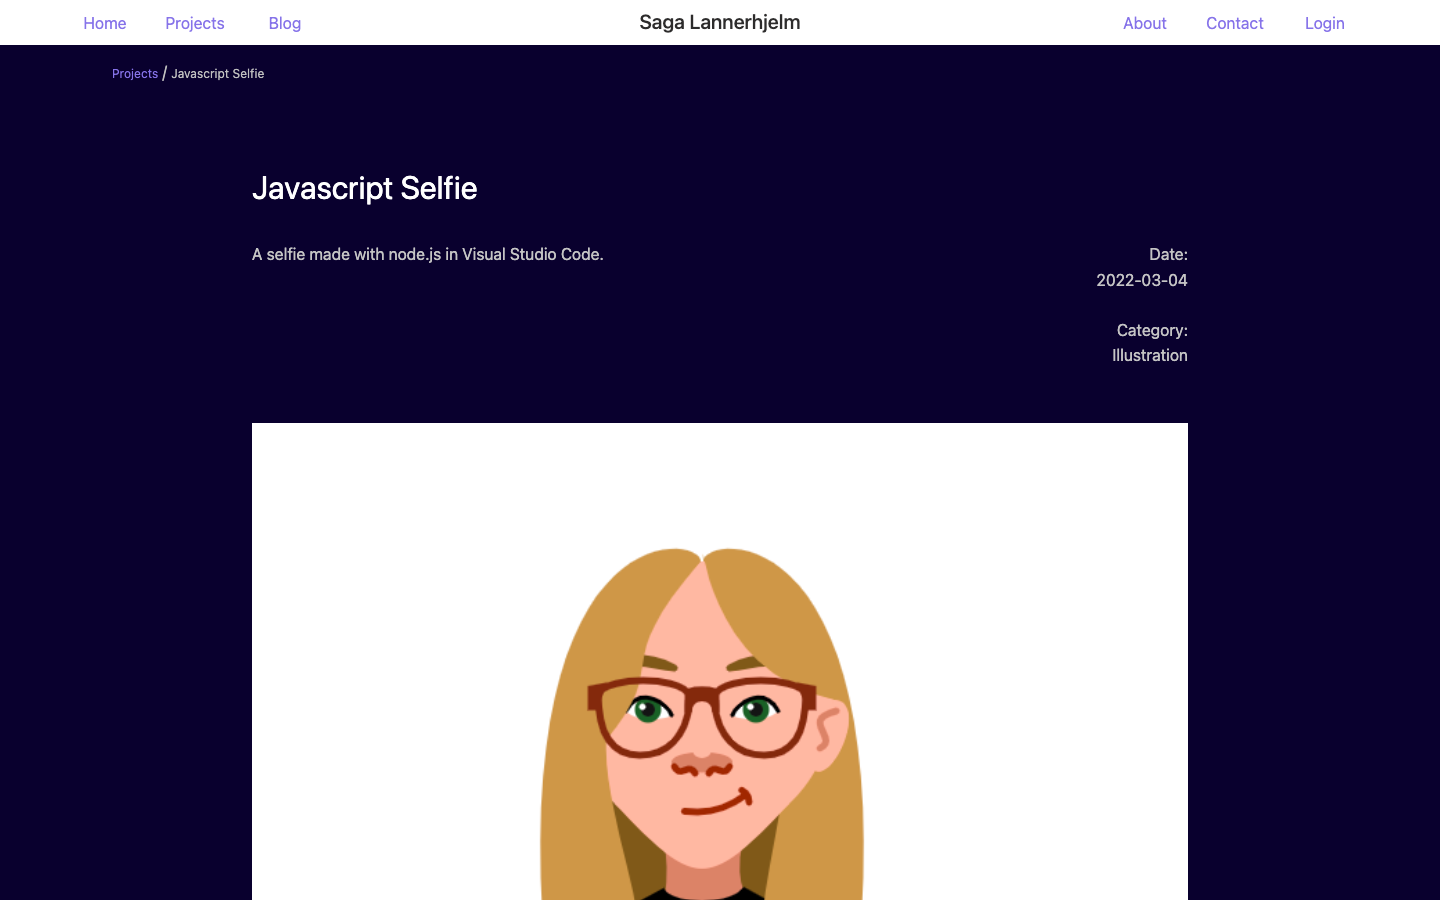 Home Projects Blog Saga Lannerhjelm About Contact Login
Projects / Javascript Selfie
Javascript Selfie
A selfie made with node.js in Visual Studio Code.
Date:
2022-03-04
Category:
Illustration